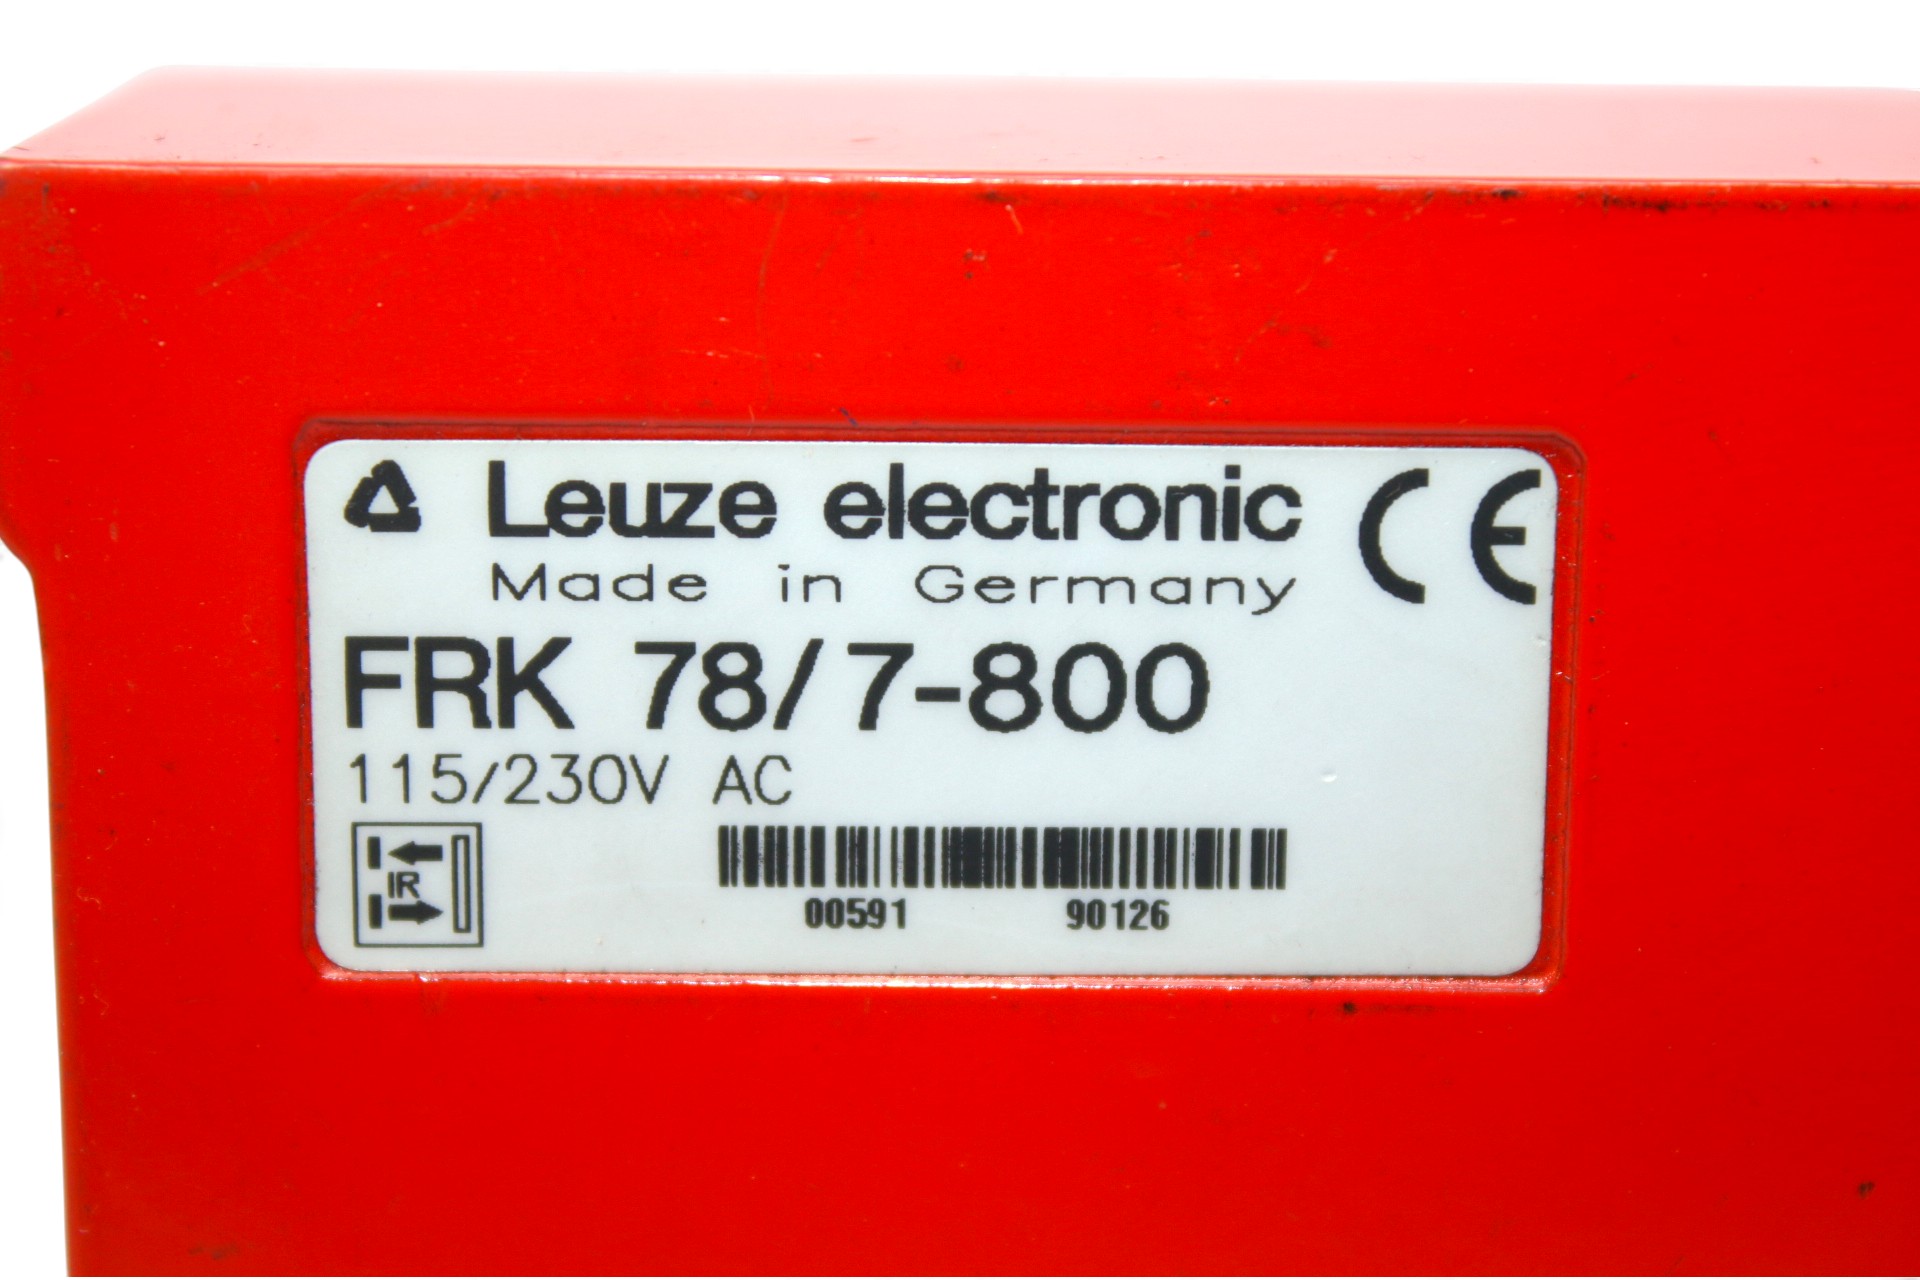 Leuze electronic CE
Made in Germany
FRK 78/7-800
115/230V AC
IR
00591 90126